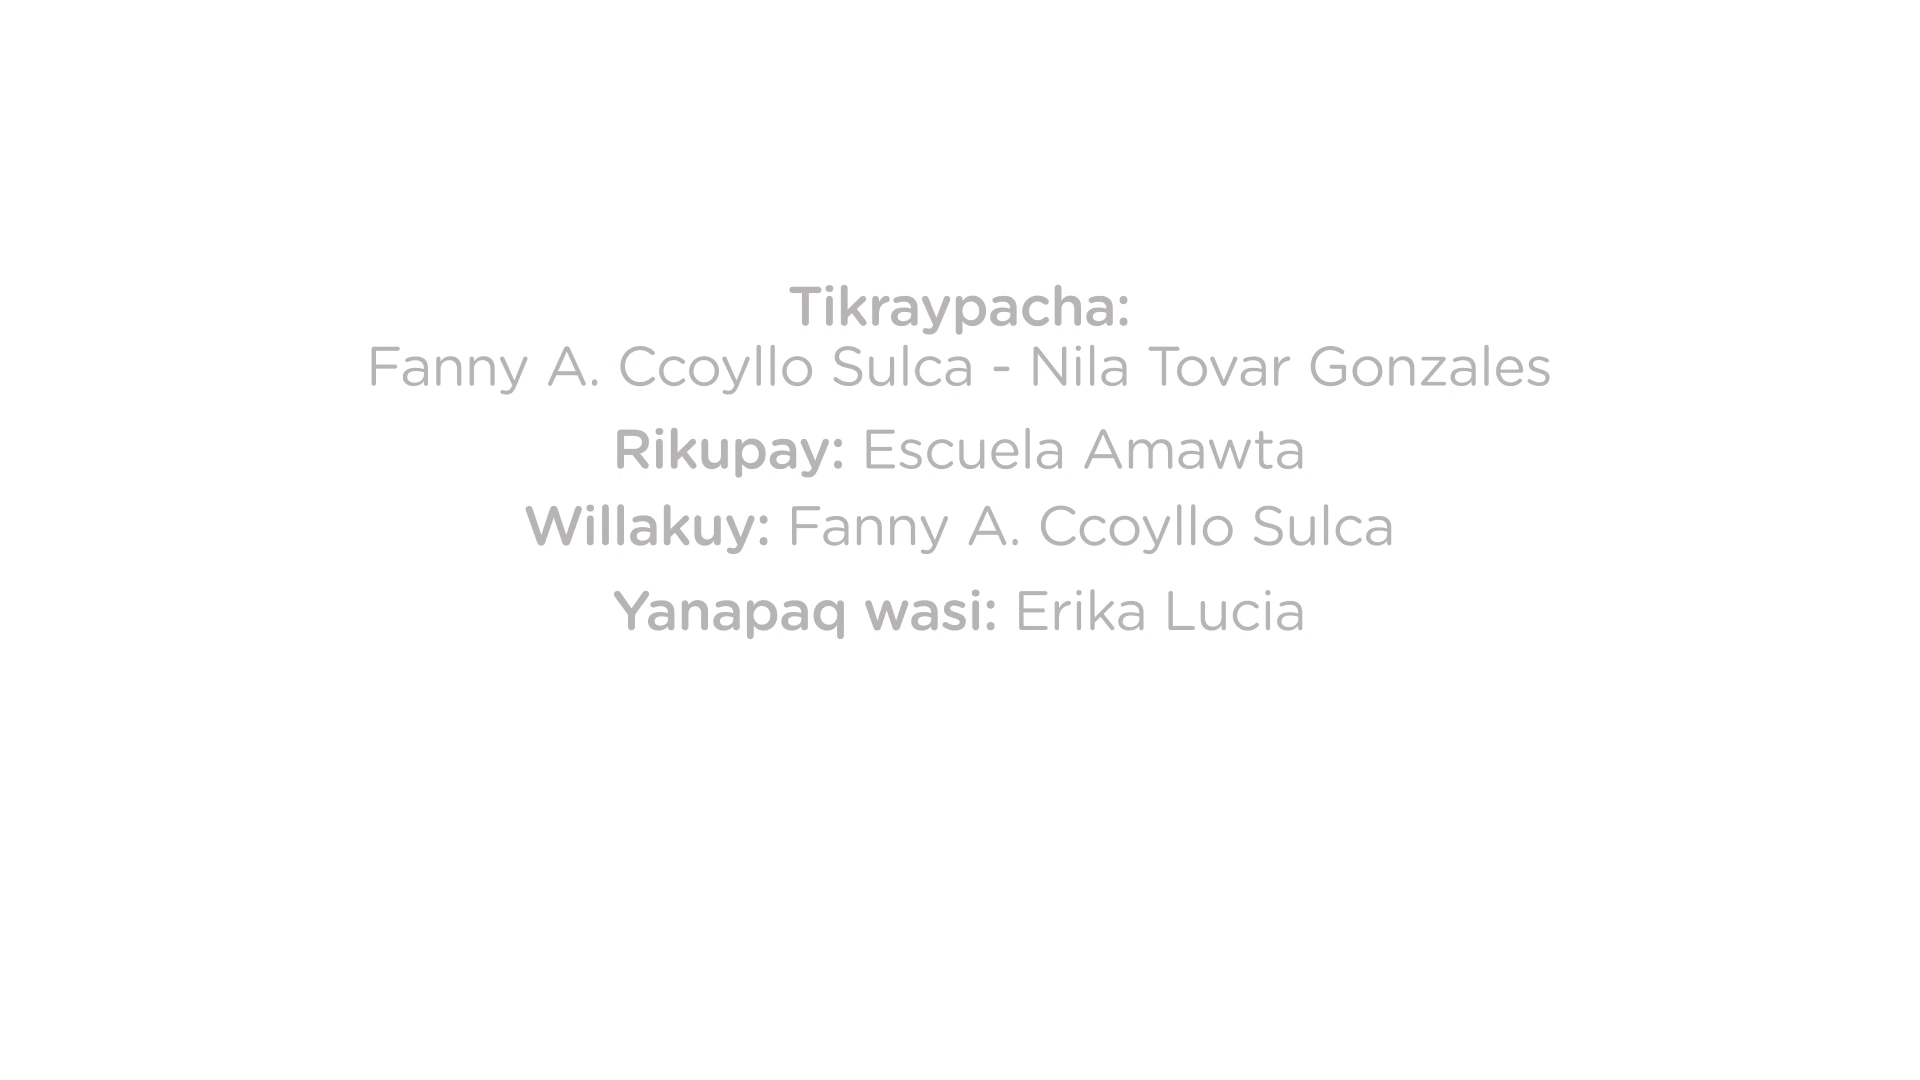 Tikraypacha:
Fanny A. Ccoyllo Sulca - Nila Tovar Gonzales
Rikupay: Escuela Amawta
Willakuy: Fanny A. Ccoyllo Sulca
Yanapaq wasi: Erika Lucia